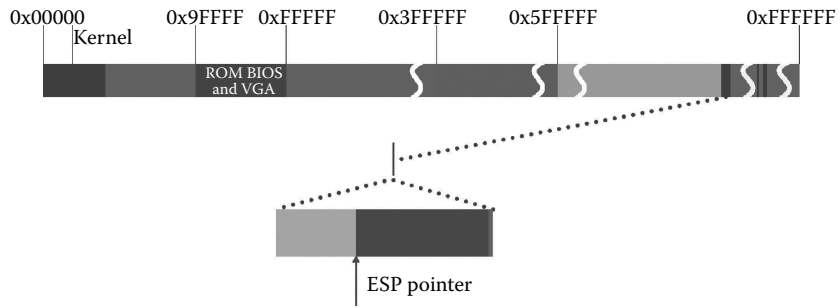 0x00000 0x9FFFF 0xFFFFF 0x3FFFFF 0x5FFFFF 0xFFFFFF
Kernel
ROM BIOS
and VGA
ESP pointer